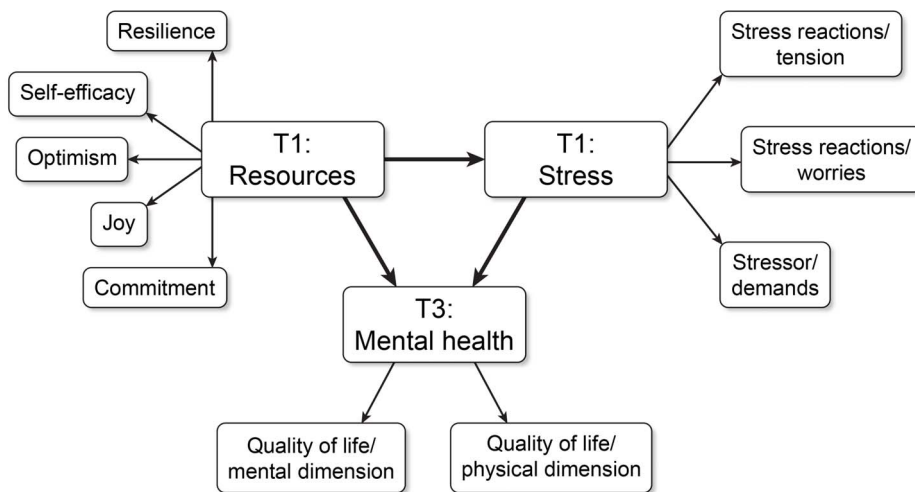 Resilience
Self-efficacy
Optimism
Joy
Commitment
T1:
Resources
T1:
Stress
Stress reactions/
tension
Stress reactions/
worries
Stressor/
demands
T3:
Mental health
Quality of life/
mental dimension
Quality of life/
physical dimension